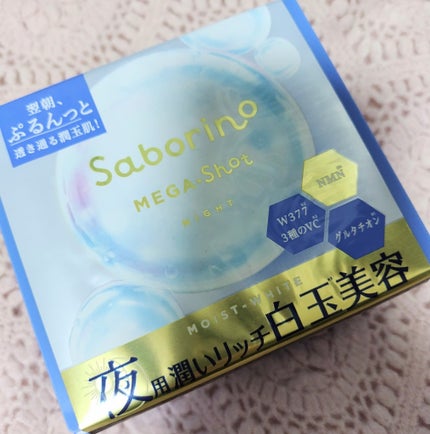 翌朝、
ぷるんっと
透き通る潤玉肌!
Saborino
MEGA-Shot
NIGHT
NMN
W377
3種のVC
グルタチオン
MOIST-WHITE
夜用潤いリッチ白玉美容